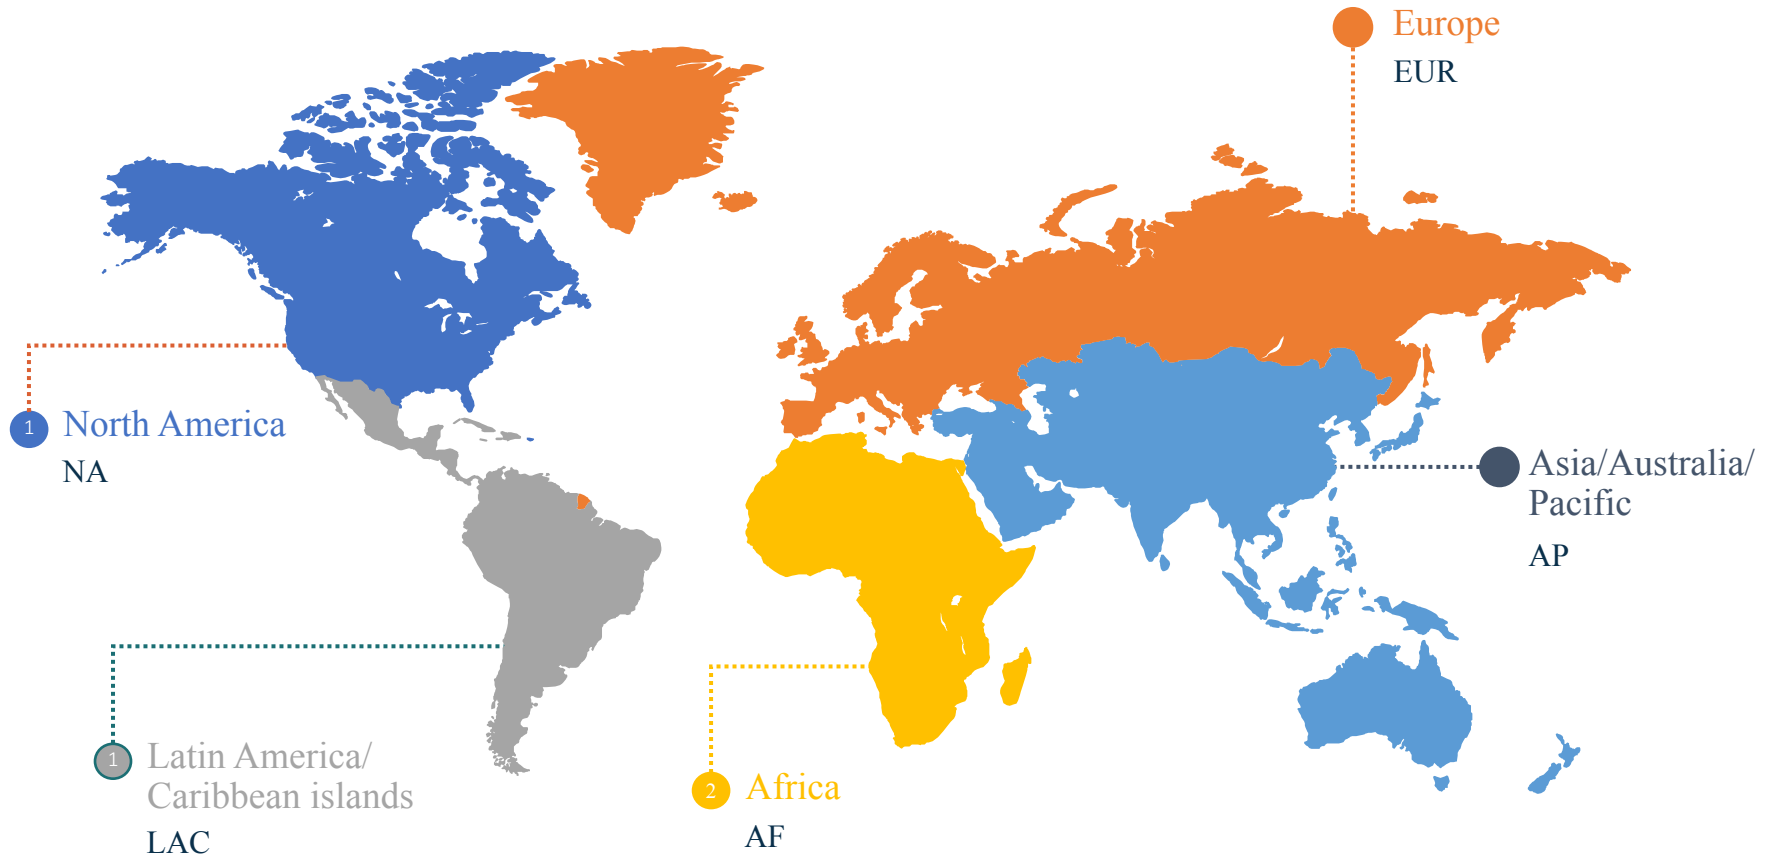 Europe
EUR
1 North America
NA
Asia/Australia/
Pacific
AP
1 Latin America/
Caribbean islands
LAC
2 Africa
AF